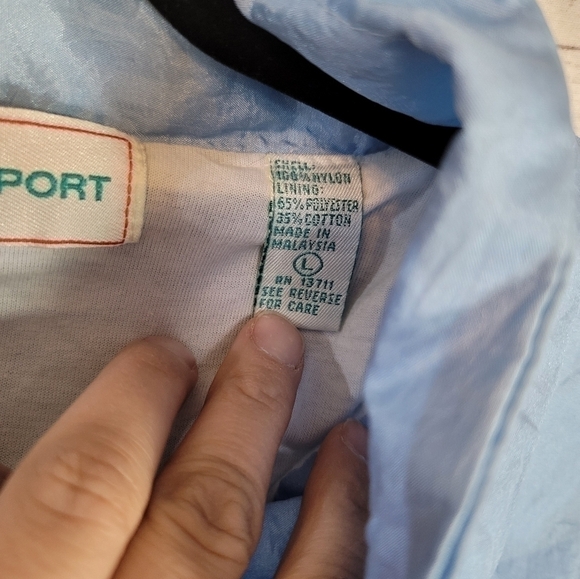 PORT
SHELL:
100% NYLON
LINING:
65% POLYESTER
35% COTTON
MADE IN
MALAYSIA
L
RN 13711
SEE REVERSE
FOR CARE